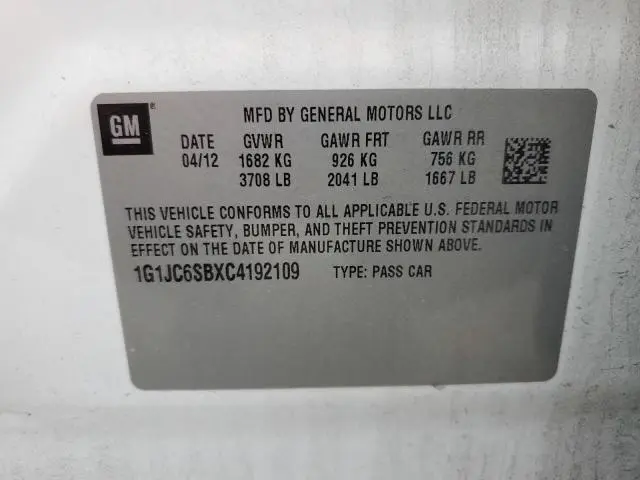 GM ®
MFD BY GENERAL MOTORS LLC
DATE GVWR GAWR FRT GAWR RR
04/12 1682 KG 926 KG 756 KG
3708 LB 2041 LB 1667 LB
THIS VEHICLE CONFORMS TO ALL APPLICABLE U.S. FEDERAL MOTOR
VEHICLE SAFETY, BUMPER, AND THEFT PREVENTION STANDARDS IN
EFFECT ON THE DATE OF MANUFACTURE SHOWN ABOVE.
1G1JC6SBXC4192109 TYPE: PASS CAR